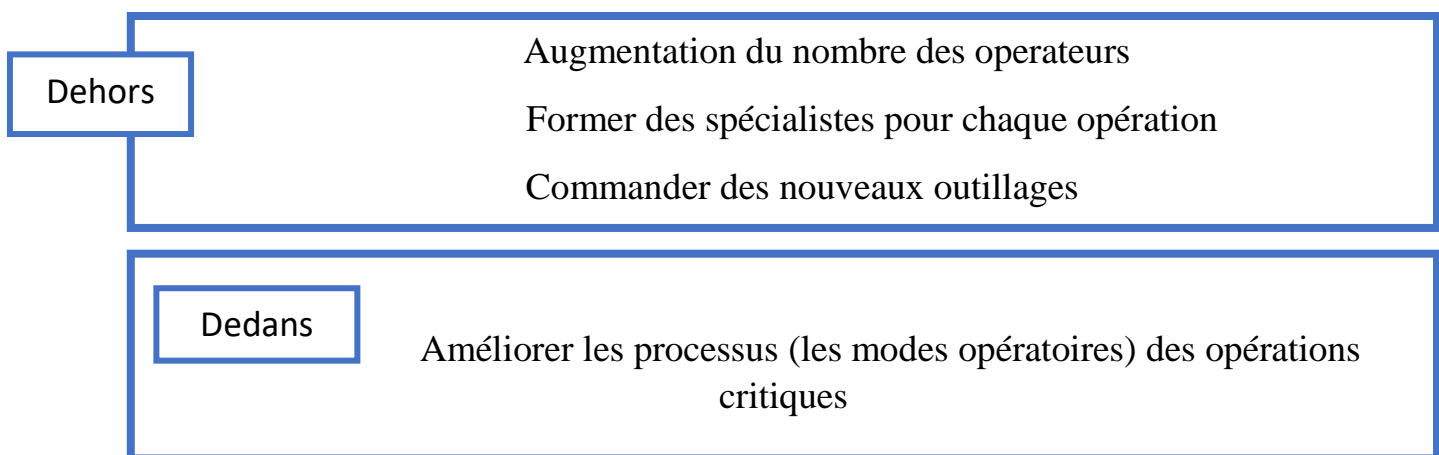 Dehors
Augmentation du nombre des operateurs
Former des spécialistes pour chaque opération
Commander des nouveaux outillages
Dedans
Améliorer les processus (les modes opératoires) des opérations
critiques